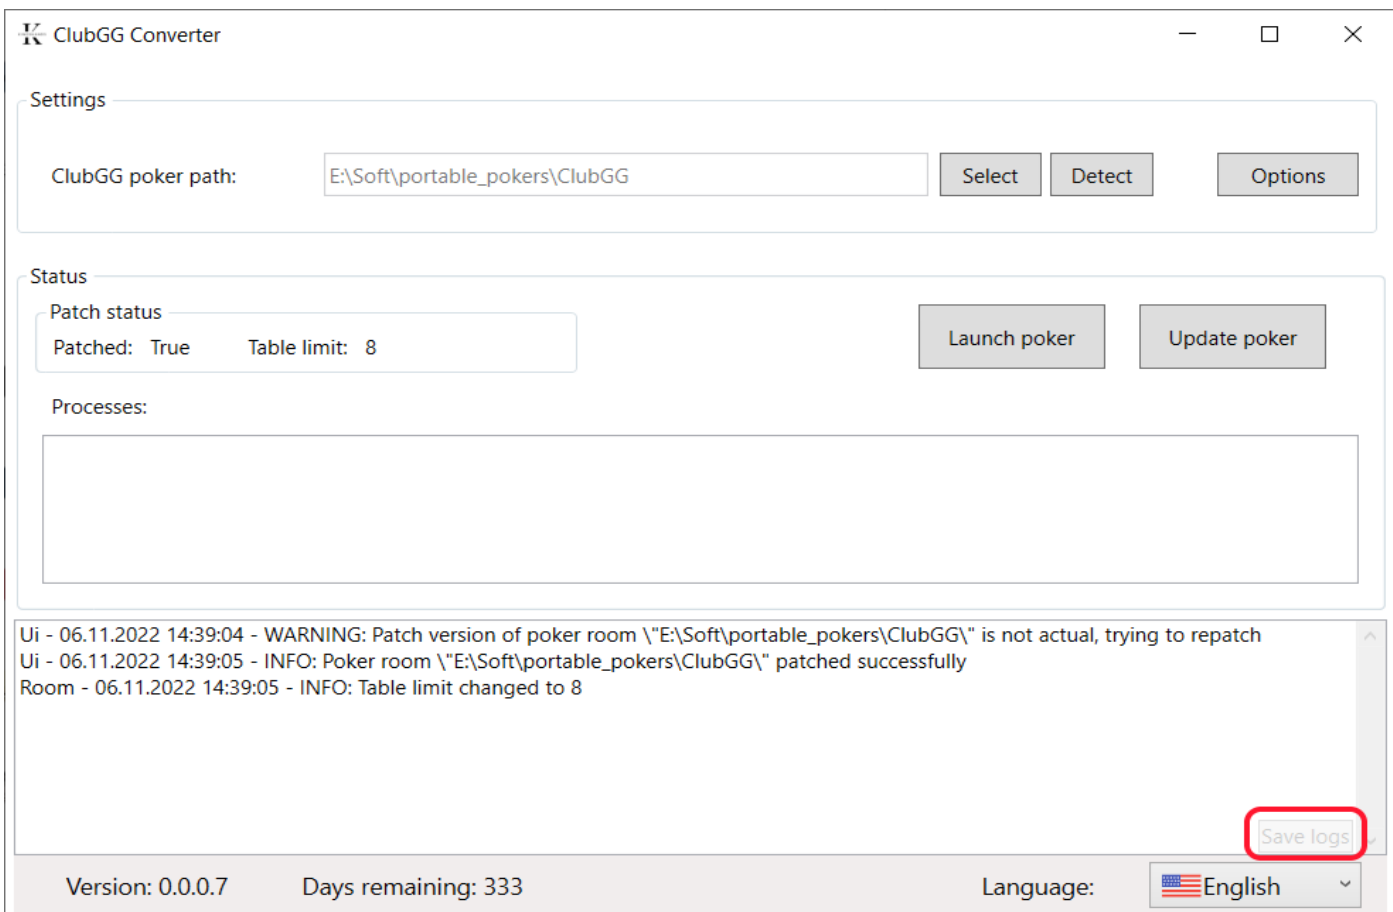 K ClubGG Converter
Settings
ClubGG poker path: E:\Soft\portable_pokers\ClubGG Select Detect Options
Status
Patch status
Patched: True Table limit: 8
Launch poker Update poker
Processes:
Ui - 06.11.2022 14:39:04 - WARNING: Patch version of poker room \"E:\Soft\portable_pokers\ClubGG\" is not actual, trying to repatch
Ui - 06.11.2022 14:39:05 - INFO: Poker room \"E:\Soft\portable_pokers\ClubGG\" patched successfully
Room - 06.11.2022 14:39:05 - INFO: Table limit changed to 8
Save logs
Version: 0.0.0.7 Days remaining: 333 Language: English